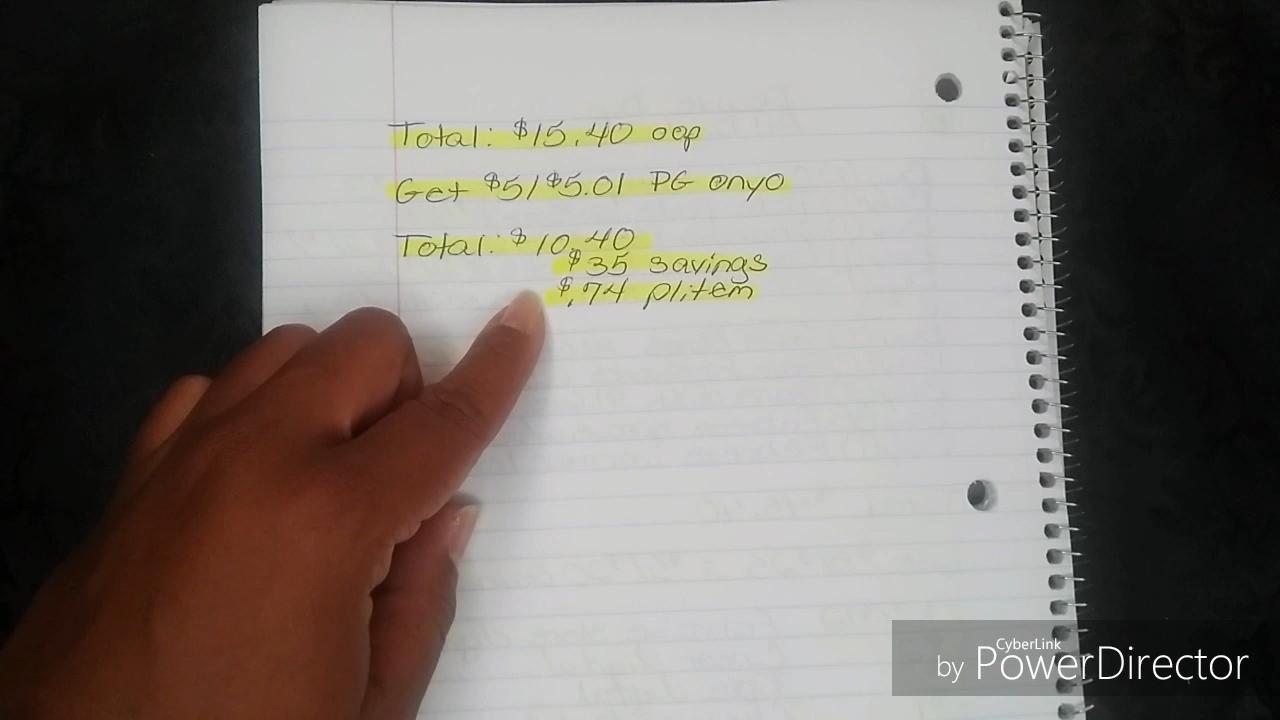 Total: $15.40 oop
Get $5/$5.01 PG onyo
Total: $10.40
$35 savings
$.74 p/item
CyberLink
by PowerDirector